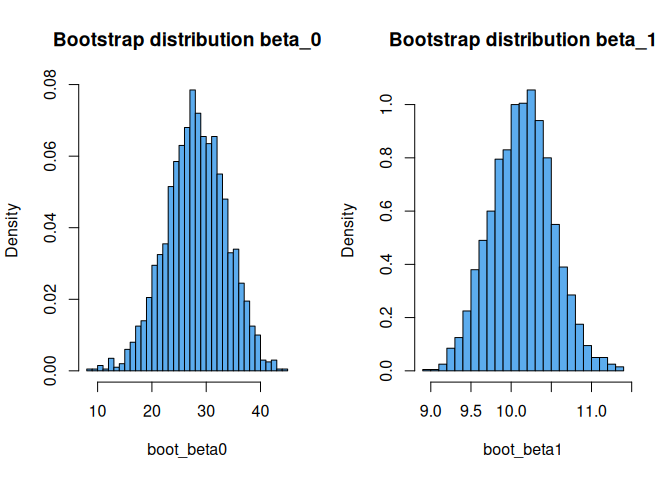 Bootstrap distribution beta_0
Density
0.00 0.02 0.04 0.06 0.08
10 20 30 40
boot_beta0
Bootstrap distribution beta_1
Density
0.0 0.2 0.4 0.6 0.8 1.0
9.0 9.5 10.0 11.0
boot_beta1